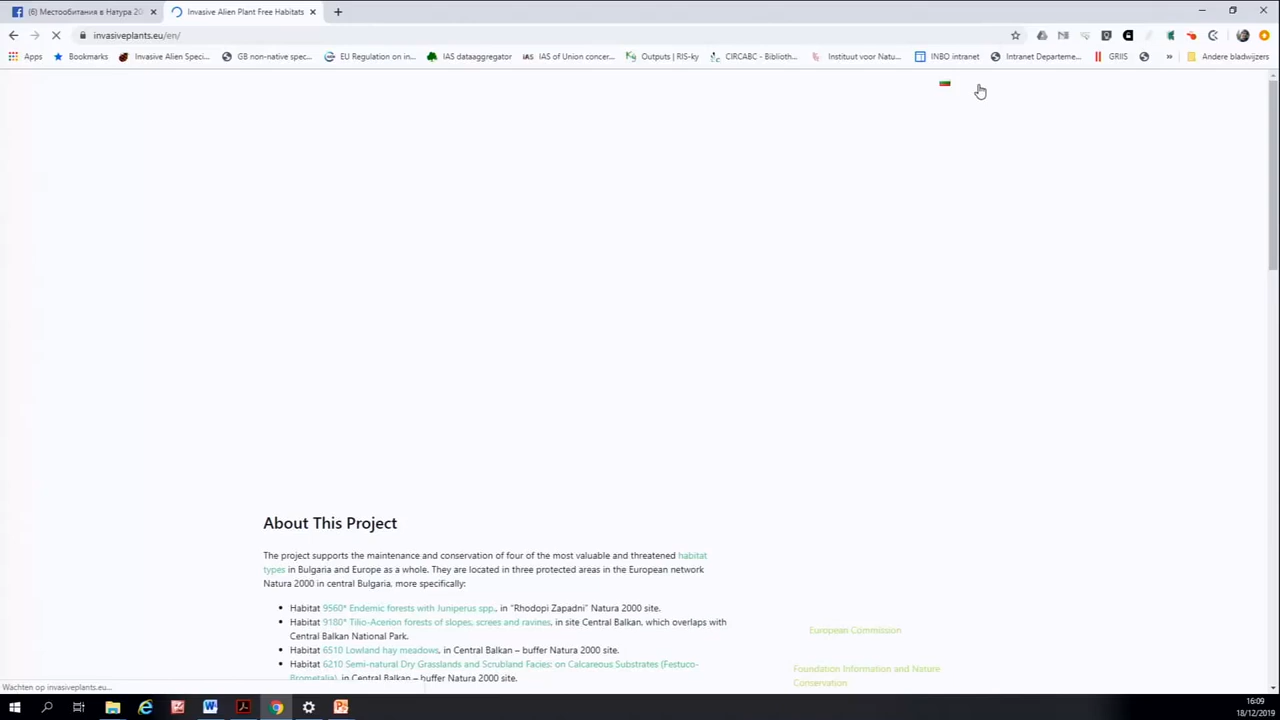 (6) Местообитания в Натура 20
Invasive Alien Plant Free Habitats
invasiveplants.eu/en/
Apps
Bookmarks
Invasive Alien Speci...
GB non-native spec...
EU Regulation on in...
IAS dataaggregator
IAS
IAS of Union concer...
Outputs | RIS-ky
CIRCABC - Biblioth...
Instituut voor Natu...
INBO intranet
Intranet Departeme...
GRIIS
»
Andere bladwijzers
About This Project
The project supports the maintenance and conservation of four of the most valuable and threatened habitat
types in Bulgaria and Europe as a whole. They are located in three protected areas in the European network
Natura 2000 in central Bulgaria, more specifically:
• Habitat 9560* Endemic forests with Juniperus spp., in "Rhodopi Zapadni" Natura 2000 site.
• Habitat 9180* Tilio-Acerion forests of slopes, screes and ravines, in site Central Balkan, which overlaps with
Central Balkan National Park.
• Habitat 6510 Lowland hay meadows, in Central Balkan – buffer Natura 2000 site.
• Habitat 6210 Semi-natural Dry Grasslands and Scrubland Facies: on Calcareous Substrates (Festuco-
Brometalia), in Central Balkan – buffer Natura 2000 site.
European Commission
Foundation Information and Nature
Conservation
Wachten op invasiveplants.eu...
16:09
18/12/2019